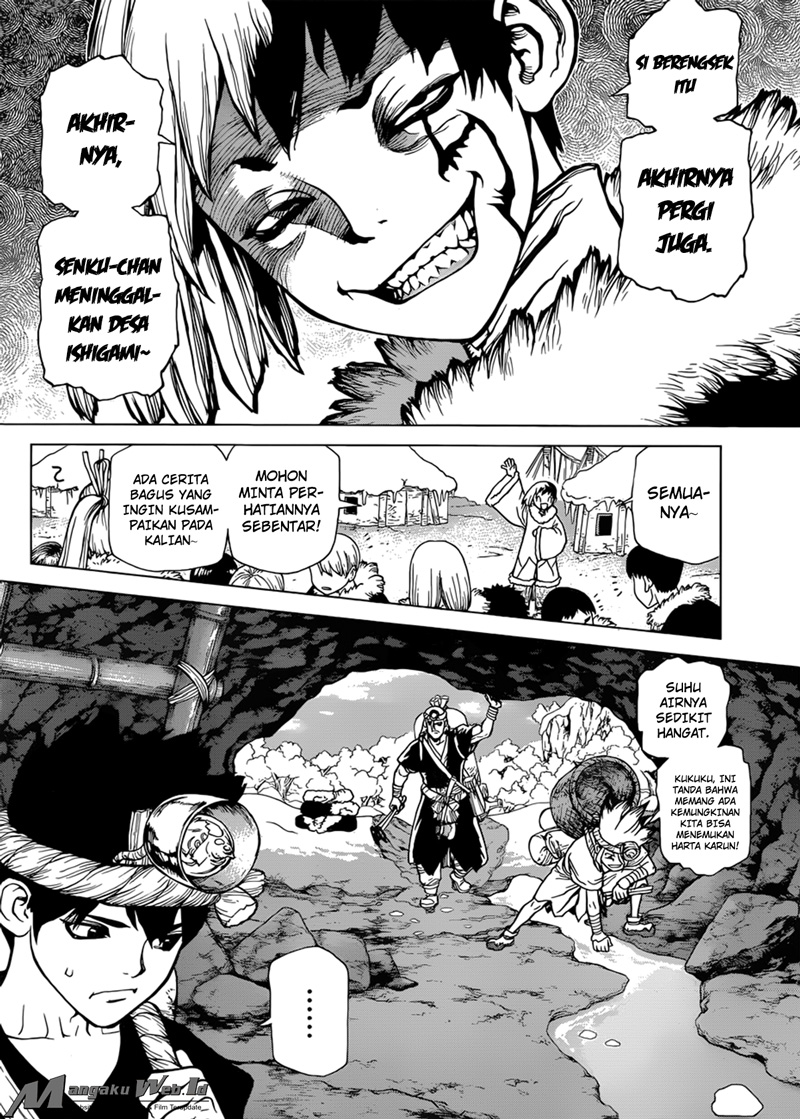 SI BERENGSEK
ITU
AKHIRNYA
PERGI
JUGA.
AKHIR-
NYA,
SENKU-CHAN
MENINGGAL-
KAN DESA
ISHIGAMI~
SEMUA-
NYA~
MOHON
MINTA PER-
HATIANNYA
SEBENTAR!
ADA CERITA
BAGUS YANG
INGIN KUSAM-
PAIKAN PADA
KALIAN~
SUHU
AIRNYA
SEDIKIT
HANGAT.
KUKUKU, INI
TANDA BAHWA
MEMANG ADA
KEMUNGKINAN
KITA BISA
MENEMUKAN
HARTA KARUN!
......
Mangaku Web.Id
Film Terupdate